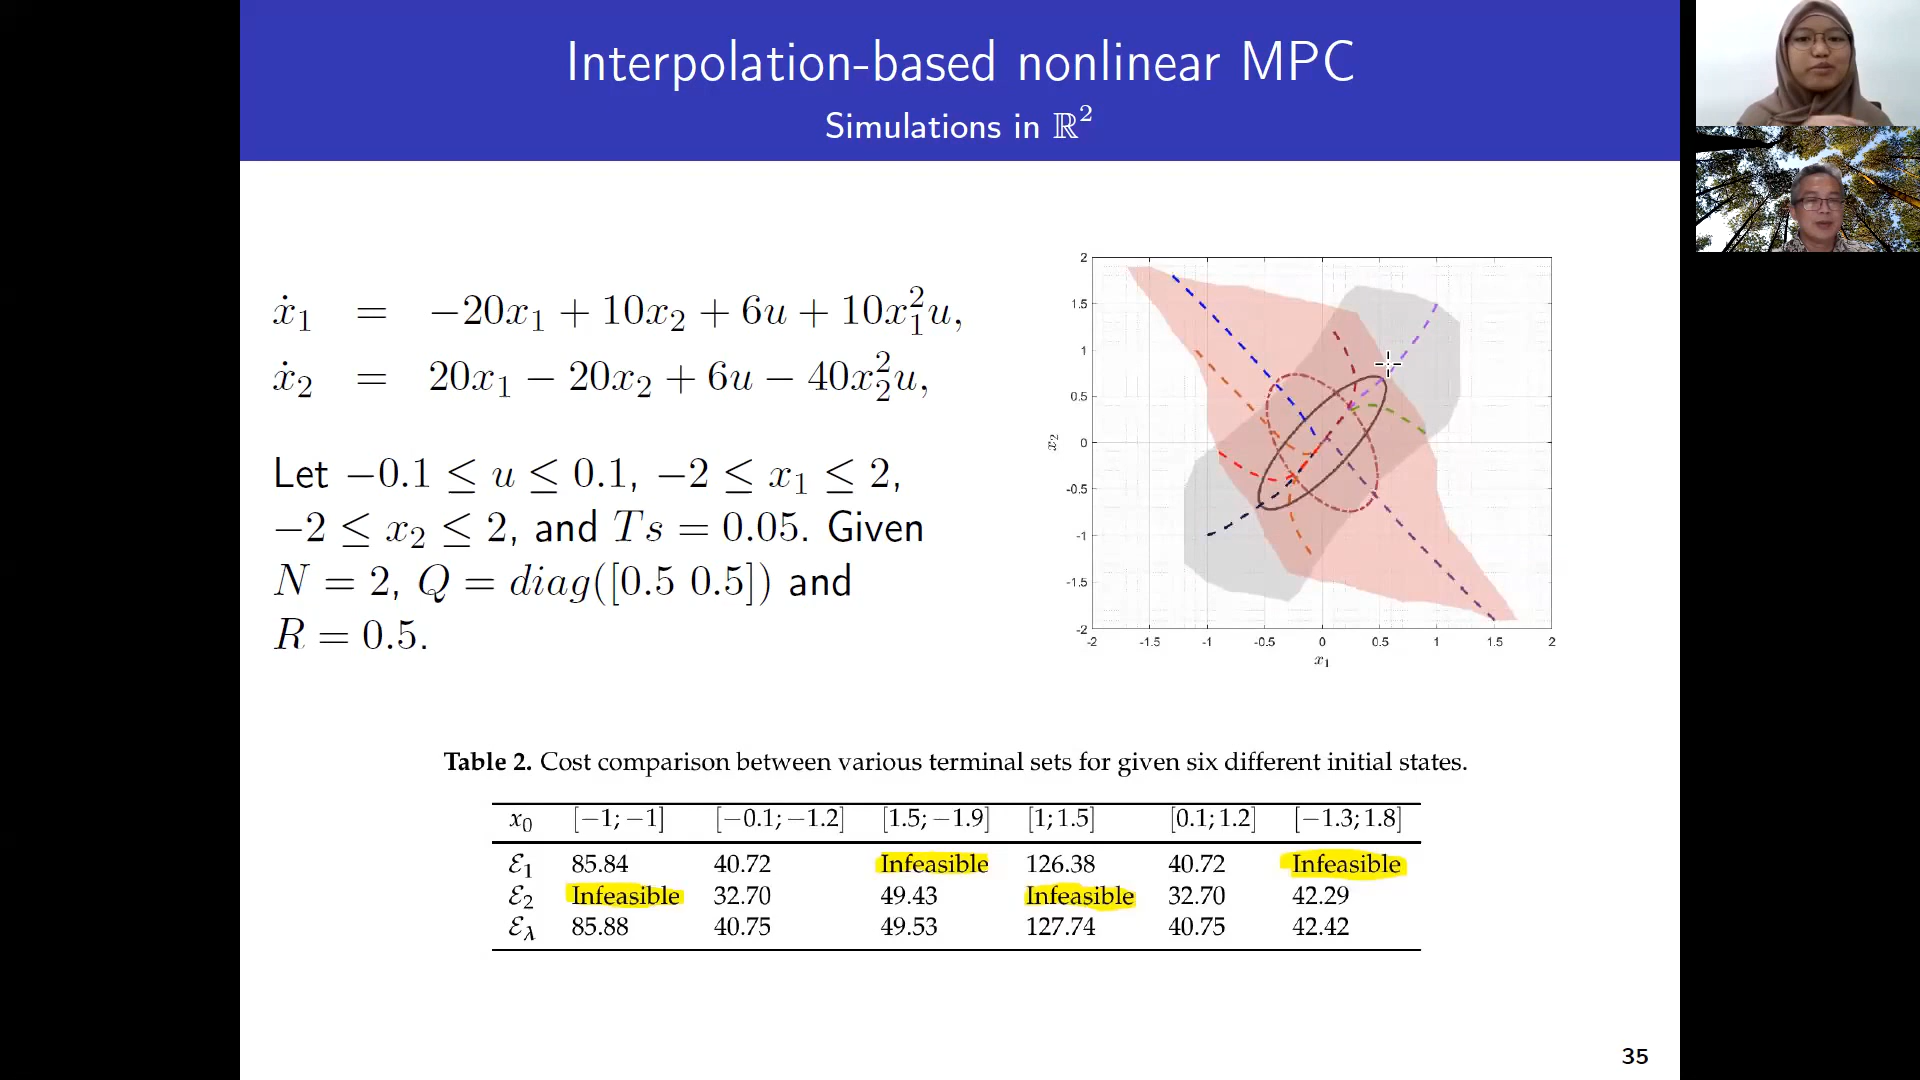 Interpolation-based nonlinear MPC
Simulations in ℝ²
ẋ₁ = −20x₁ + 10x₂ + 6u + 10x₁²u,
ẋ₂ = 20x₁ − 20x₂ + 6u − 40x₂²u,
Let −0.1 ≤ u ≤ 0.1, −2 ≤ x₁ ≤ 2,
−2 ≤ x₂ ≤ 2, and Ts = 0.05. Given
N = 2, Q = diag([0.5 0.5]) and
R = 0.5.
2
1.5
1
0.5
0
-0.5
-1
-1.5
-2
x₂
-2 -1.5 -1 -0.5 0 0.5 1 1.5 2
x₁
Table 2. Cost comparison between various terminal sets for given six different initial states.
x₀ [−1; −1] [−0.1; −1.2] [1.5; −1.9] [1; 1.5] [0.1; 1.2] [−1.3; 1.8]
ℰ₁ 85.84 40.72 Infeasible 126.38 40.72 Infeasible
ℰ₂ Infeasible 32.70 49.43 Infeasible 32.70 42.29
ℰλ 85.88 40.75 49.53 127.74 40.75 42.42
35